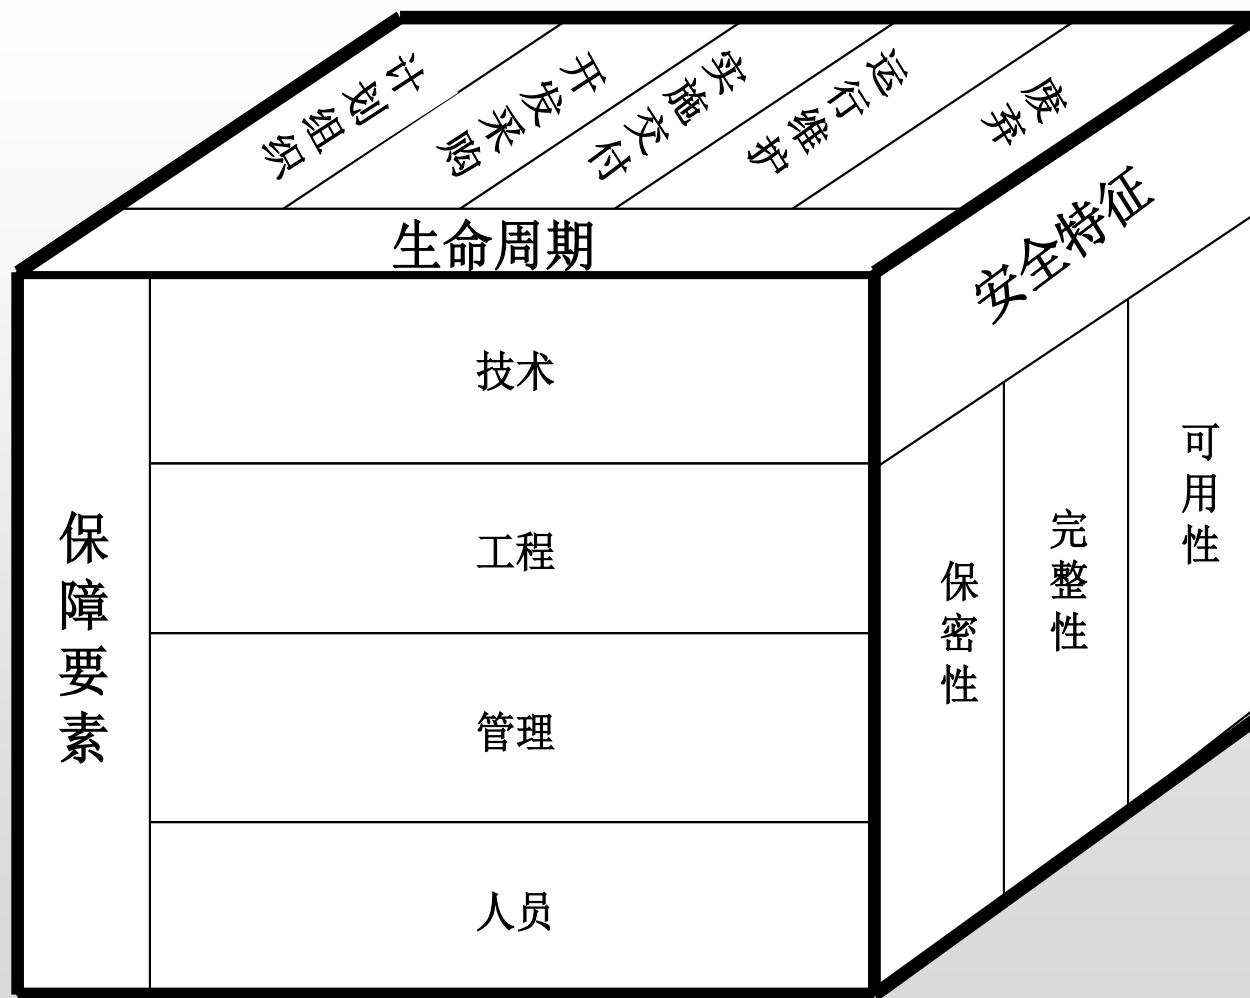 计划组织
开发采购
实施交付
运行维护
废弃
生命周期
安全特征
保障要素
技术
工程
管理
人员
保密性
完整性
可用性